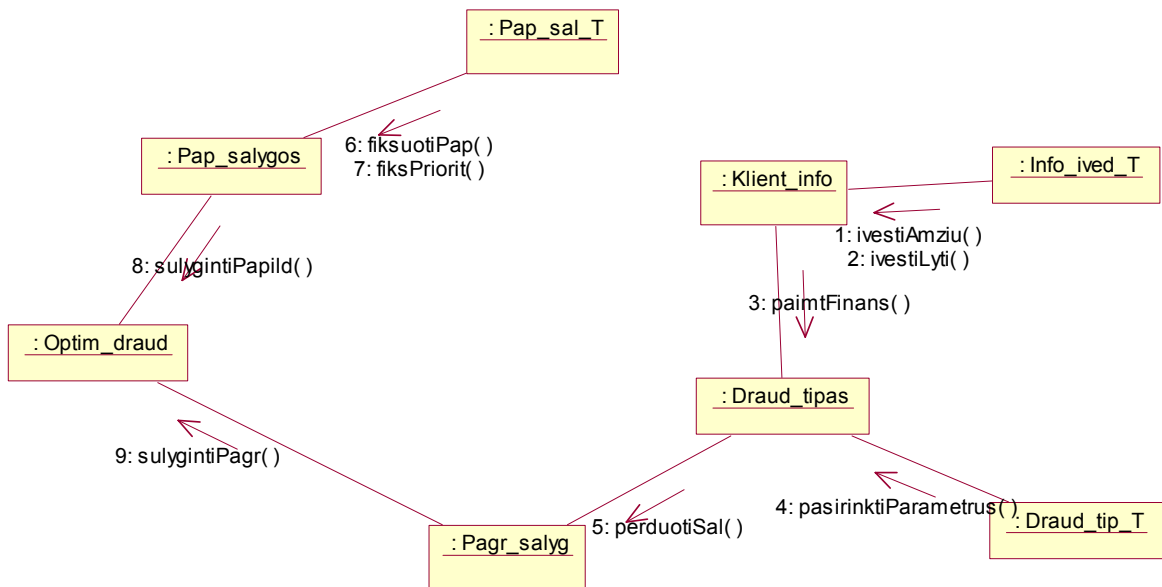 : Pap_sal_T
6: fiksuotiPap( )
7: fiksPriorit( )
: Pap_salygos
: Klient_info
: Info_ived_T
1: ivestiAmziu( )
2: ivestiLyti( )
8: sulygintiPapild( )
3: paimtFinans( )
: Optim_draud
: Draud_tipas
9: sulygintiPagr( )
4: pasirinktiParametrus( )
5: perduotiSal( )
: Pagr_salyg
: Draud_tip_T